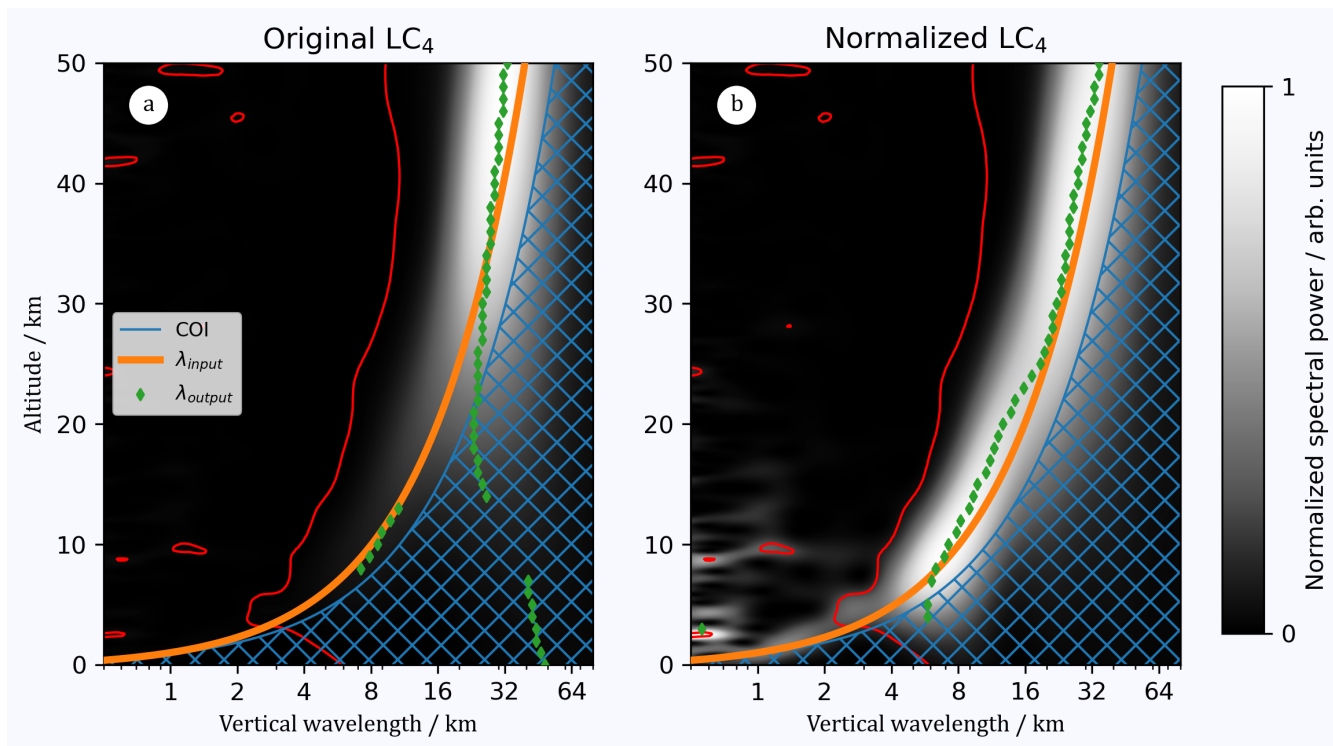 Original LC4
Normalized LC4
a
b
50
40
30
20
10
0
Altitude / km
COI
λinput
λoutput
1
2
4
8
16
32
64
Vertical wavelength / km
50
40
30
20
10
0
1
2
4
8
16
32
64
Vertical wavelength / km
1
0
Normalized spectral power / arb. units